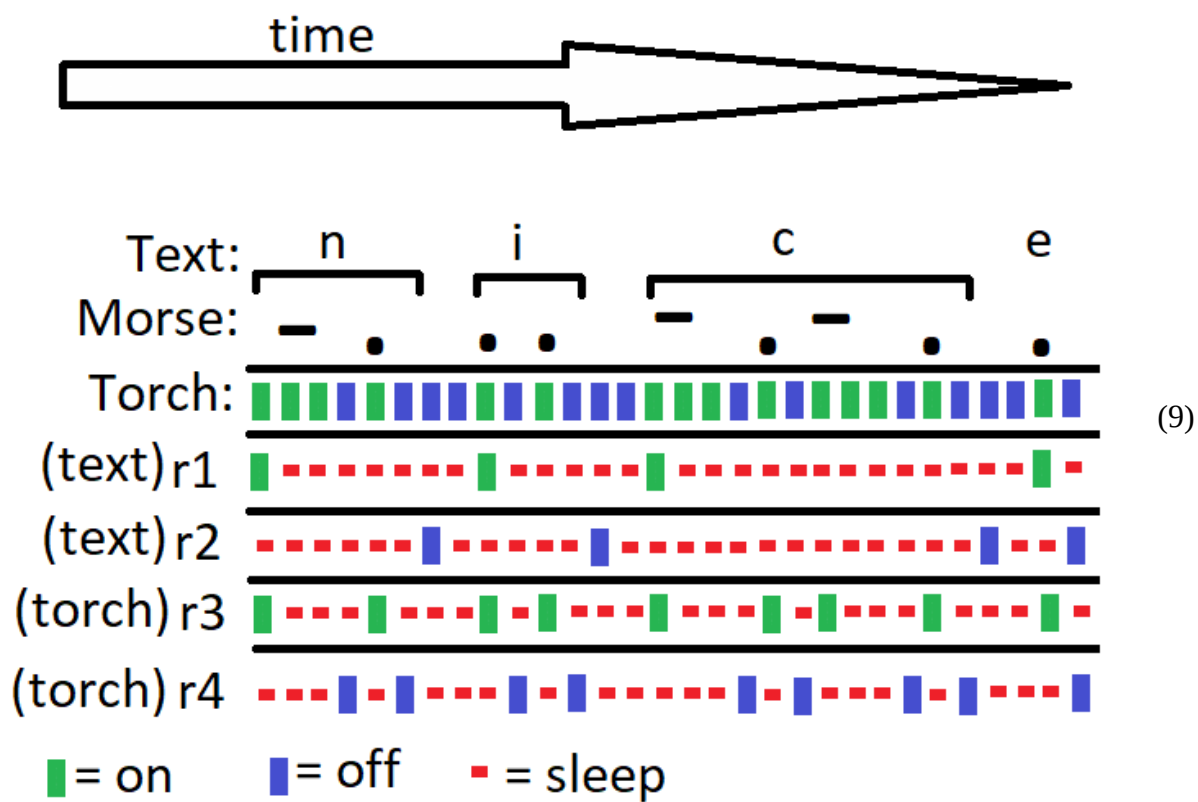 time
Text: n i c e
Morse: – • • • – • – • •
Torch:
(9)
(text) r1
(text) r2
(torch) r3
(torch) r4
= on = off = sleep